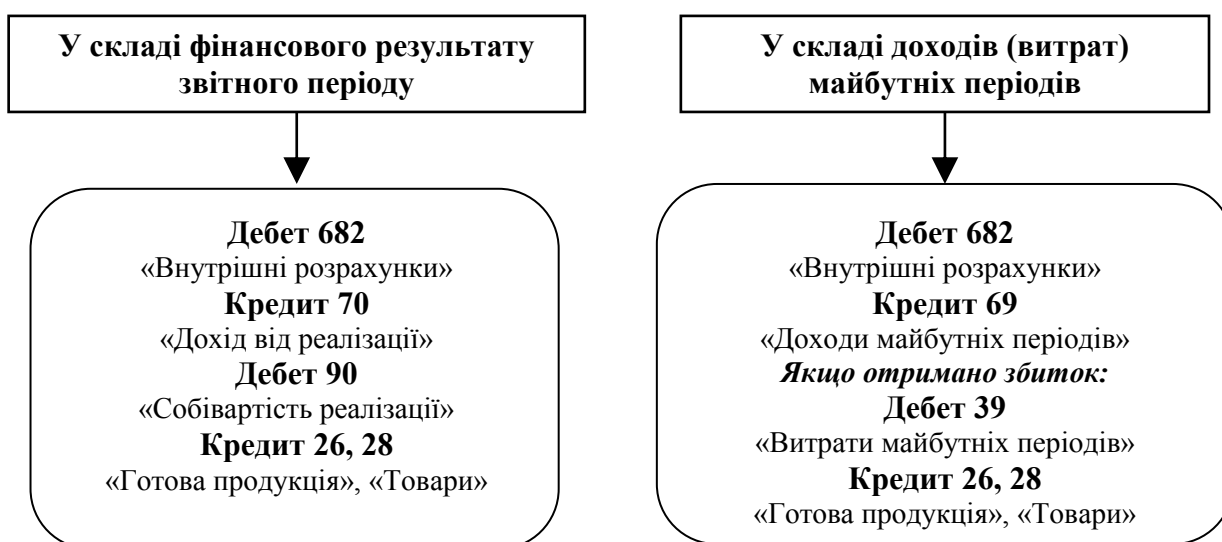 У складі фінансового результату
звітного періоду
Дебет 682
«Внутрішні розрахунки»
Кредит 70
«Дохід від реалізації»
Дебет 90
«Собівартість реалізації»
Кредит 26, 28
«Готова продукція», «Товари»
У складі доходів (витрат)
майбутніх періодів
Дебет 682
«Внутрішні розрахунки»
Кредит 69
«Доходи майбутніх періодів»
Якщо отримано збиток:
Дебет 39
«Витрати майбутніх періодів»
Кредит 26, 28
«Готова продукція», «Товари»